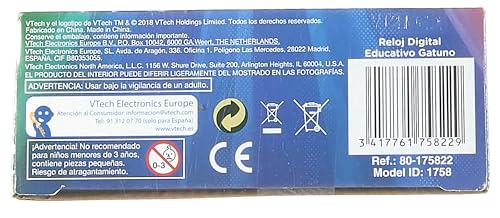 VTech y el logotipo de VTech TM & © 2018 VTech Holdings Limited. Todos los derechos reservados.
Fabricado en China. Made in China.
Conserve el embalaje, contiene información importante.
VTech Electronics Europe B.V., P.O. Box 10042, 6000 GA Weert, THE NETHERLANDS.
VTech Electronics Europe, S.L. Avd. de Aragón, 336, Oficina 1, Polígono Las Mercedes, 28022 Madrid,
ESPAÑA. CIF B80353055.
VTech Electronics North America, L.L.C. 1156 W. Shure Drive, Suite 200, Arlington Heights, IL 60004, U.S.A.
EL PRODUCTO DEL INTERIOR PUEDE DIFERIR LIGERAMENTE DEL MOSTRADO EN LAS FOTOGRAFÍAS.
ADVERTENCIA: Usar bajo la vigilancia de un adulto.
VTech Electronics Europe
Atención al Consumidor: informacion@vtech.com
Tel: 91 312 07 70 (solo para España)
www.vtech.es
¡Advertencia! No recomendado para
niños menores de 3 años,
contiene piezas pequeñas.
Riesgo de atragantamiento.
0-3
CE
VTECH
Reloj Digital
Educativo Gatuno
3 417761 758229
Ref.: 80-175822
Model ID: 1758